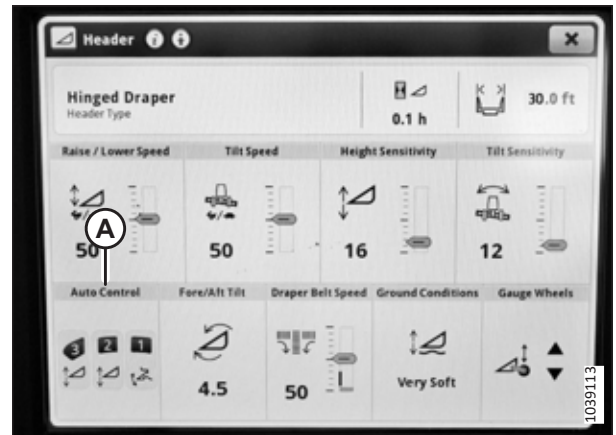 Header
Hinged Draper
Header Type
0.1 h
30.0 ft
Raise / Lower Speed
Tilt Speed
Height Sensitivity
Tilt Sensitivity
50
50
16
12
A
Auto Control
Fore/Aft Tilt
Draper Belt Speed
Ground Conditions
Gauge Wheels
3 2 1
4.5
50
Very Soft
1039113